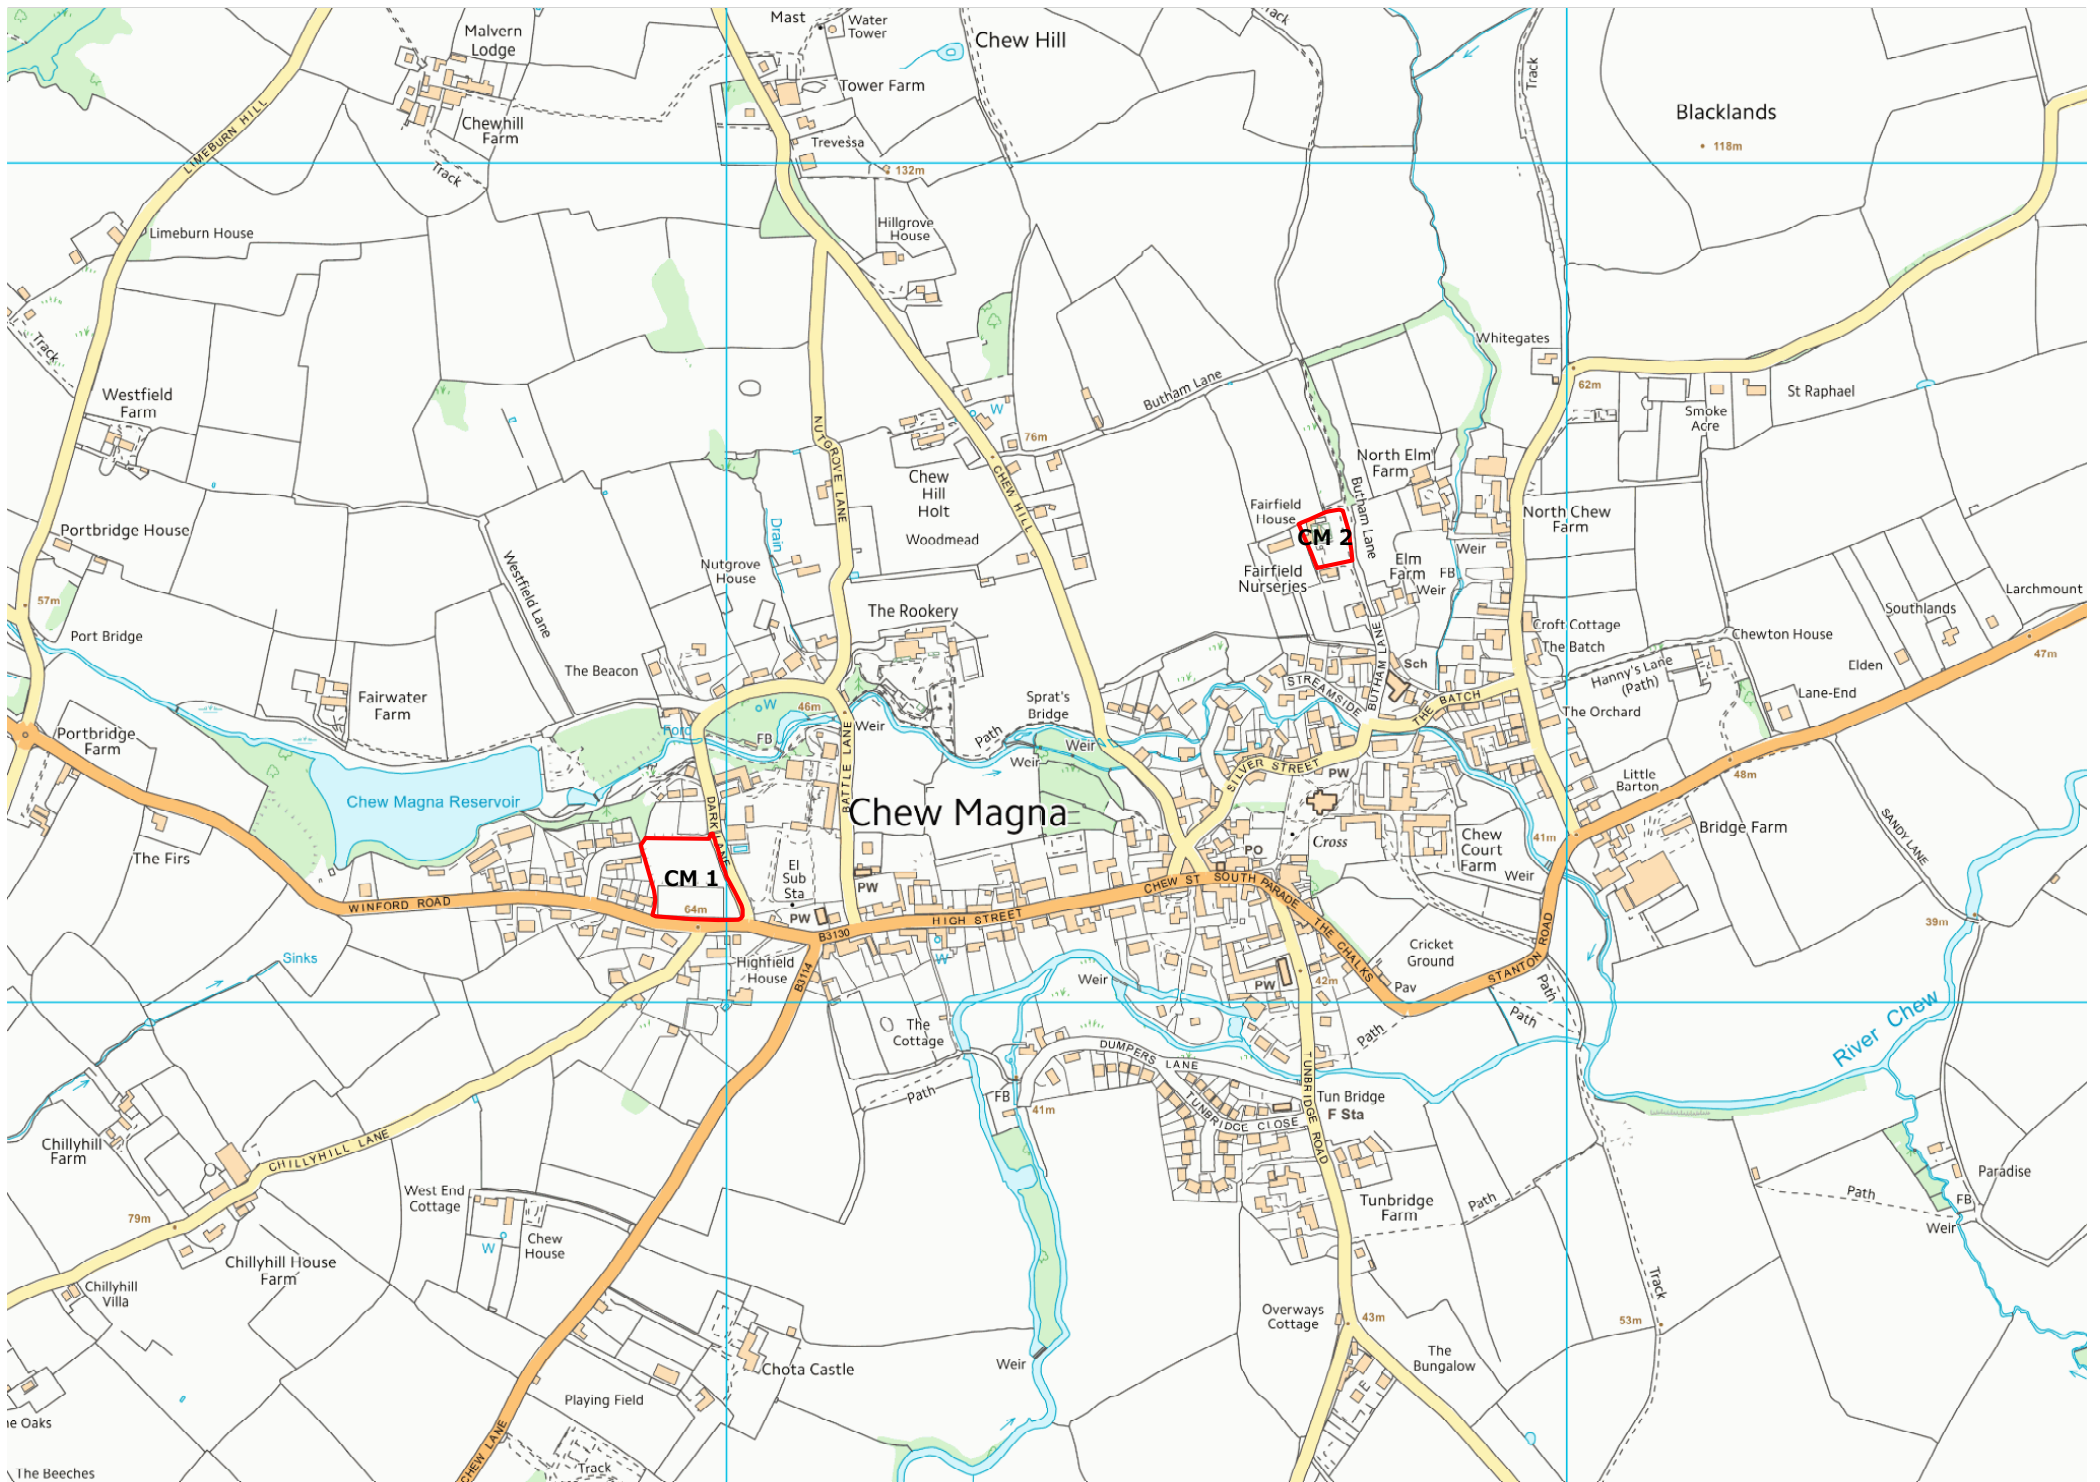 Mast
Water
Tower
Chew Hill
Track
Malvern
Lodge
Track
Tower Farm
Blacklands
118m
LIMEBURN HILL
Chewhill
Farm
Trevessa
Track
132m
Limeburn House
Hillgrove
House
Track
Whitegates
Westfield
Farm
Butham Lane
62m
St Raphael
Smoke
Acre
W
76m
NUTGROVE LANE
CHEW HILL
North Elm
Farm
Chew
Hill
Holt
Butham Lane
Fairfield
House
Portbridge House
Drain
North Chew
Farm
CM 2
Woodmead
Westfield Lane
Weir
Nutgrove
House
Elm
Farm
FB
Fairfield
Nurseries
Weir
57m
The Rookery
Larchmount
Southlands
Port Bridge
Croft Cottage
Chewton House
The Batch
47m
The Beacon
Sch
Elden
Hanny's Lane
(Path)
STREAMSIDE
BUTHAM LANE
Fairwater
Farm
Sprat's
Bridge
Lane-End
W
46m
THE BATCH
The Orchard
Weir
Ford
FB
Path
Weir
Portbridge
Farm
Weir
BATTLE LANE
SILVER STREET
PW
48m
Little
Barton
Chew Magna Reservoir
Chew Magna
DARK LANE
Bridge Farm
SANDY LANE
41m
Cross
Chew
Court
Farm
The Firs
PO
El
Sub
Sta
CM 1
Weir
PW
CHEW ST
SOUTH PARADE
WINFORD ROAD
64m
PW
HIGH STREET
39m
B3130
THE CHALKS
Cricket
Ground
STANTON ROAD
Sinks
W
Highfield
House
B3114
Weir
PW
42m
Pav
Path
River Chew
The
Cottage
Path
Path
DUMPERS LANE
Path
FB
TUNBRIDGE ROAD
Tun Bridge
41m
F Sta
TUNBRIDGE CLOSE
Chillyhill
Farm
CHILLYHILL LANE
Paradise
West End
Cottage
Tunbridge
Farm
Path
Path
FB
79m
Weir
Chew
House
W
Chillyhill House
Farm
Track
Chillyhill
Villa
Overways
Cottage
43m
53m
The
Bungalow
Weir
Chota Castle
Playing Field
Oaks
CHEW LANE
Track
The Beeches